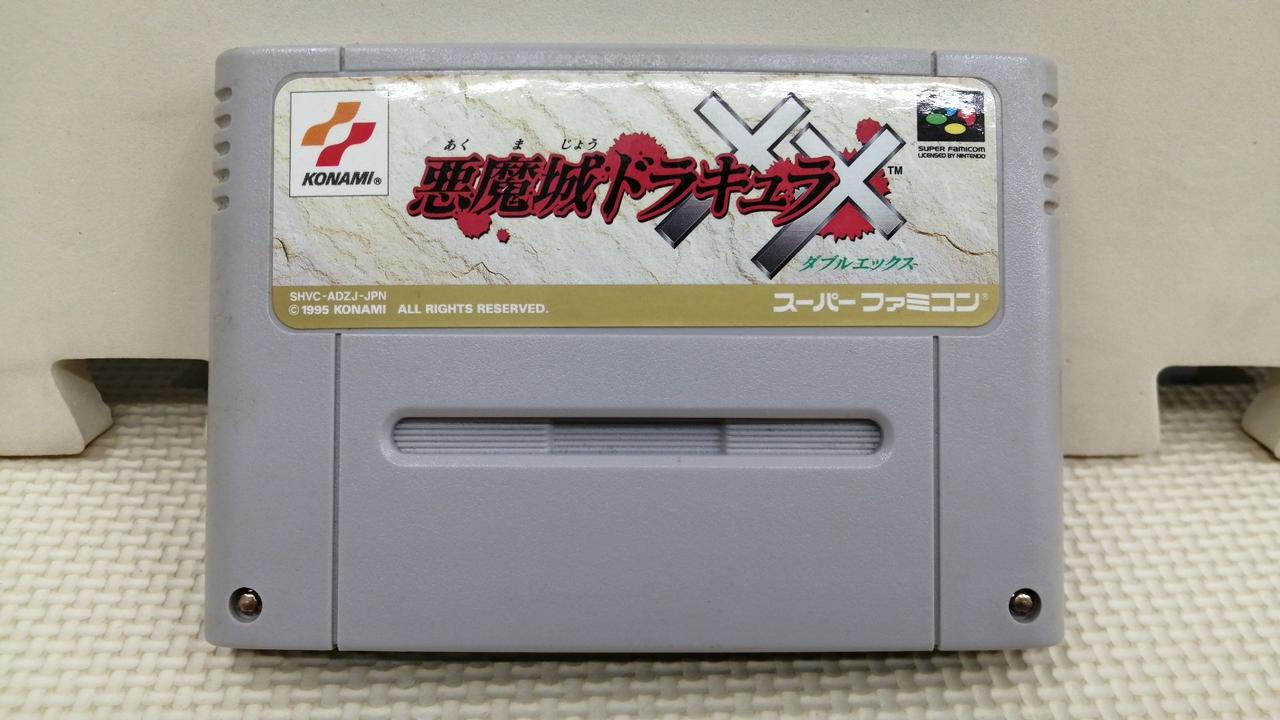 KONAMI®
あく ま じょう
悪魔城ドラキュラXX™
ダブルエックス
SUPER FAMICOM
LICENSED BY NINTENDO
SHVC-ADZJ-JPN
©1995 KONAMI ALL RIGHTS RESERVED.
スーパーファミコン®